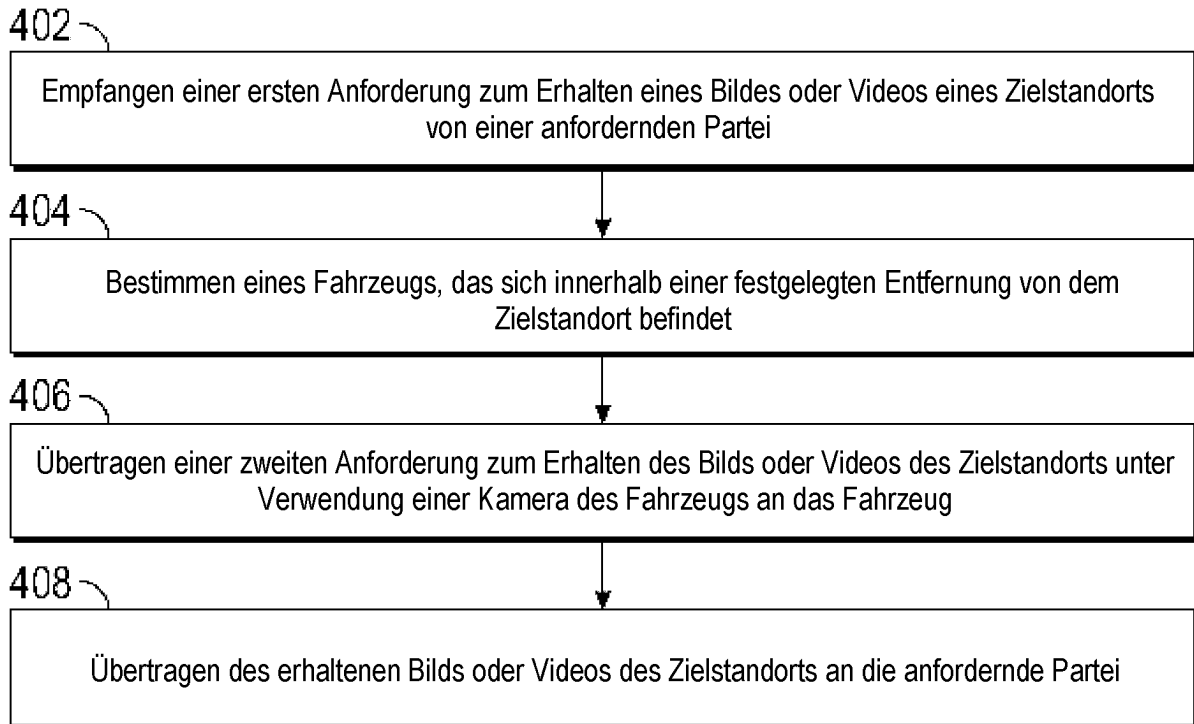 402
Empfangen einer ersten Anforderung zum Erhalten eines Bildes oder Videos eines Zielstandorts
von einer anfordernden Partei
404
Bestimmen eines Fahrzeugs, das sich innerhalb einer festgelegten Entfernung von dem
Zielstandort befindet
406
Übertragen einer zweiten Anforderung zum Erhalten des Bilds oder Videos des Zielstandorts unter
Verwendung einer Kamera des Fahrzeugs an das Fahrzeug
408
Übertragen des erhaltenen Bilds oder Videos des Zielstandorts an die anfordernde Partei